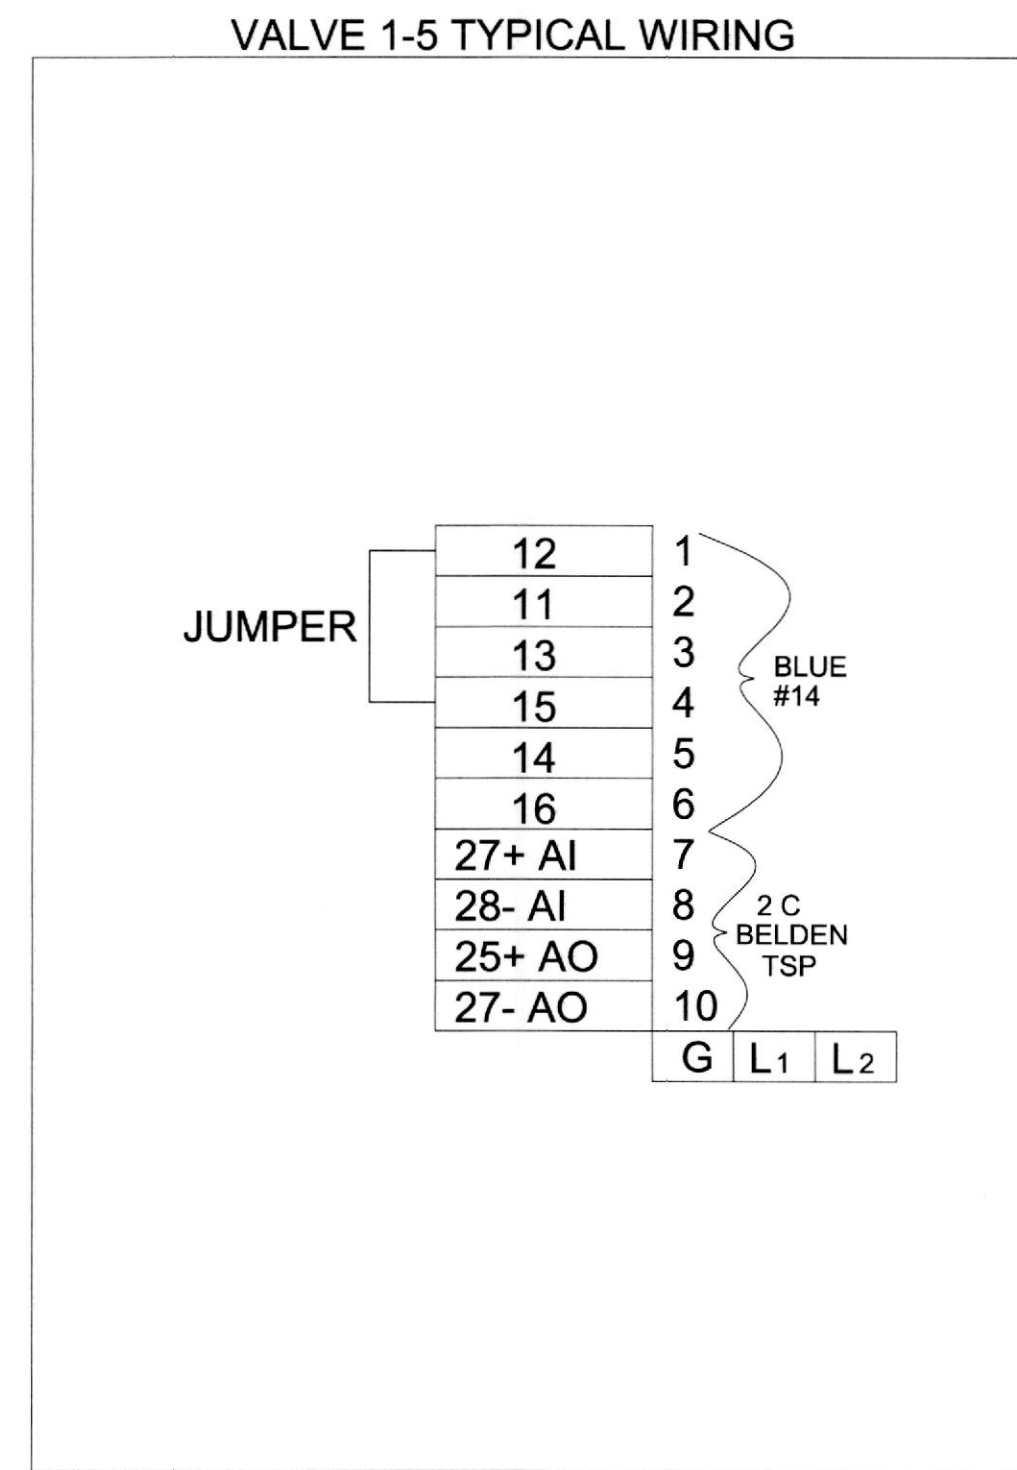 VALVE 1-5 TYPICAL WIRING
12 1
11 2
JUMPER
13 3
BLUE
#14
15 4
14 5
16 6
27+ AI 7
28- AI 8
2 C
BELDEN
TSP
25+ AO 9
27- AO 10
G L1 L2